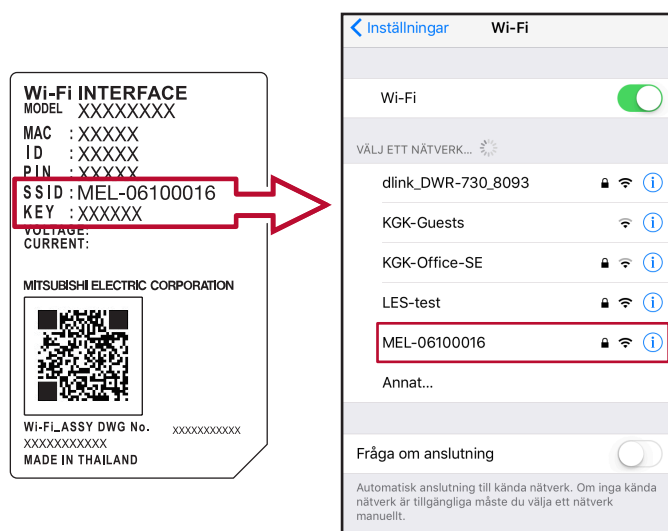 Wi-Fi INTERFACE
MODEL XXXXXXXX
MAC : XXXXX
ID : XXXXX
PIN : XXXXX
SSID : MEL-06100016
KEY : XXXXXX
VOLTAGE:
CURRENT:
MITSUBISHI ELECTRIC CORPORATION
Wi-Fi_ASSY DWG No. XXXXXXXXXXX
XXXXXXXXXXX
MADE IN THAILAND
Inställningar Wi-Fi
Wi-Fi
VÄLJ ETT NÄTVERK...
dlink_DWR-730_8093
KGK-Guests
KGK-Office-SE
LES-test
MEL-06100016
Annat...
Fråga om anslutning
Automatisk anslutning till kända nätverk. Om inga kända
nätverk är tillgängliga måste du välja ett nätverk
manuellt.